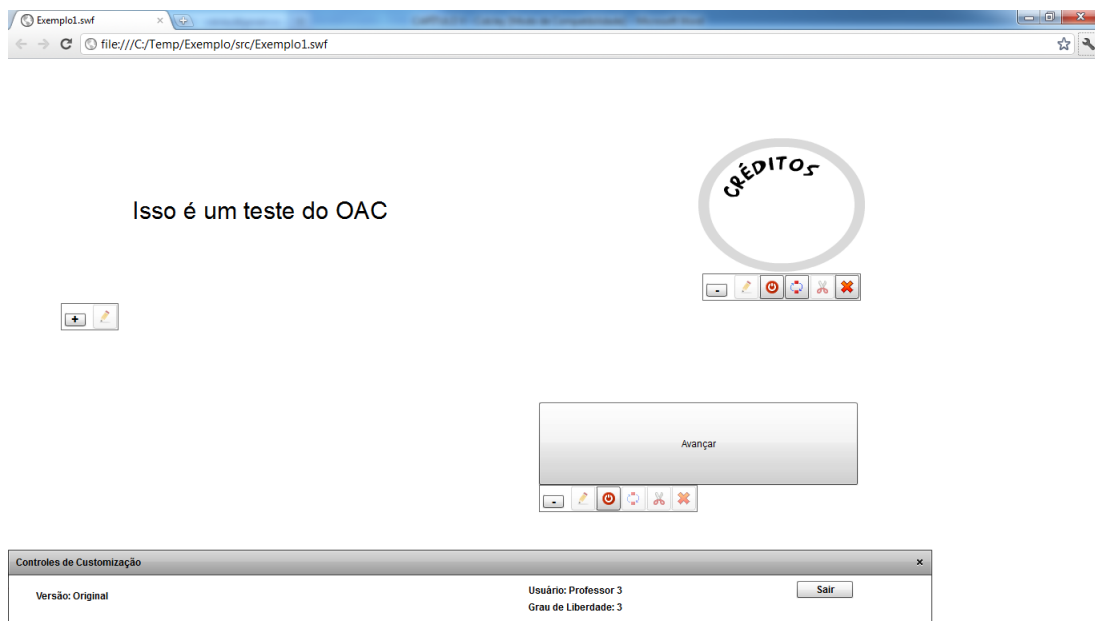 Exemplo1.swf
file:///C:/Temp/Exemplo/src/Exemplo1.swf
CRÉDITOS
Isso é um teste do OAC
Avançar
Controles de Customização
Versão: Original
Usuário: Professor 3
Sair
Grau de Liberdade: 3